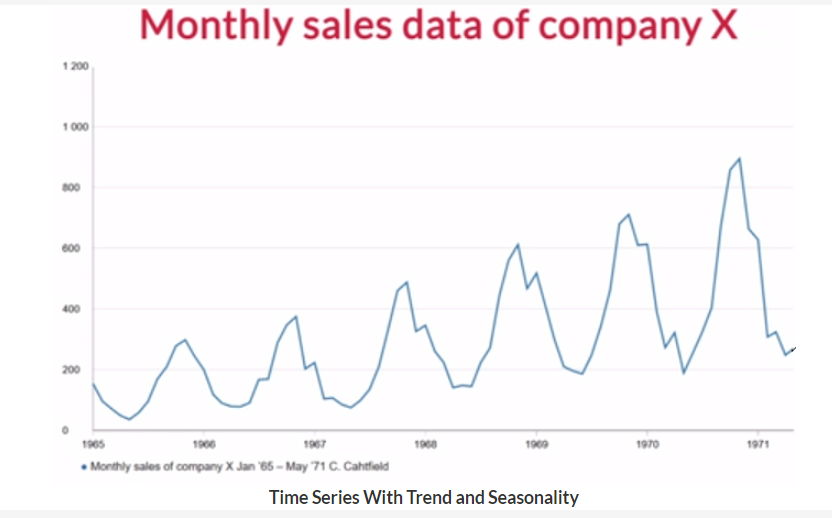 Monthly sales data of company X
1 200
1 000
800
600
400
200
0
1965 1966 1967 1968 1969 1970 1971
• Monthly sales of company X Jan '65 – May '71 C. Cahtfield
Time Series With Trend and Seasonality